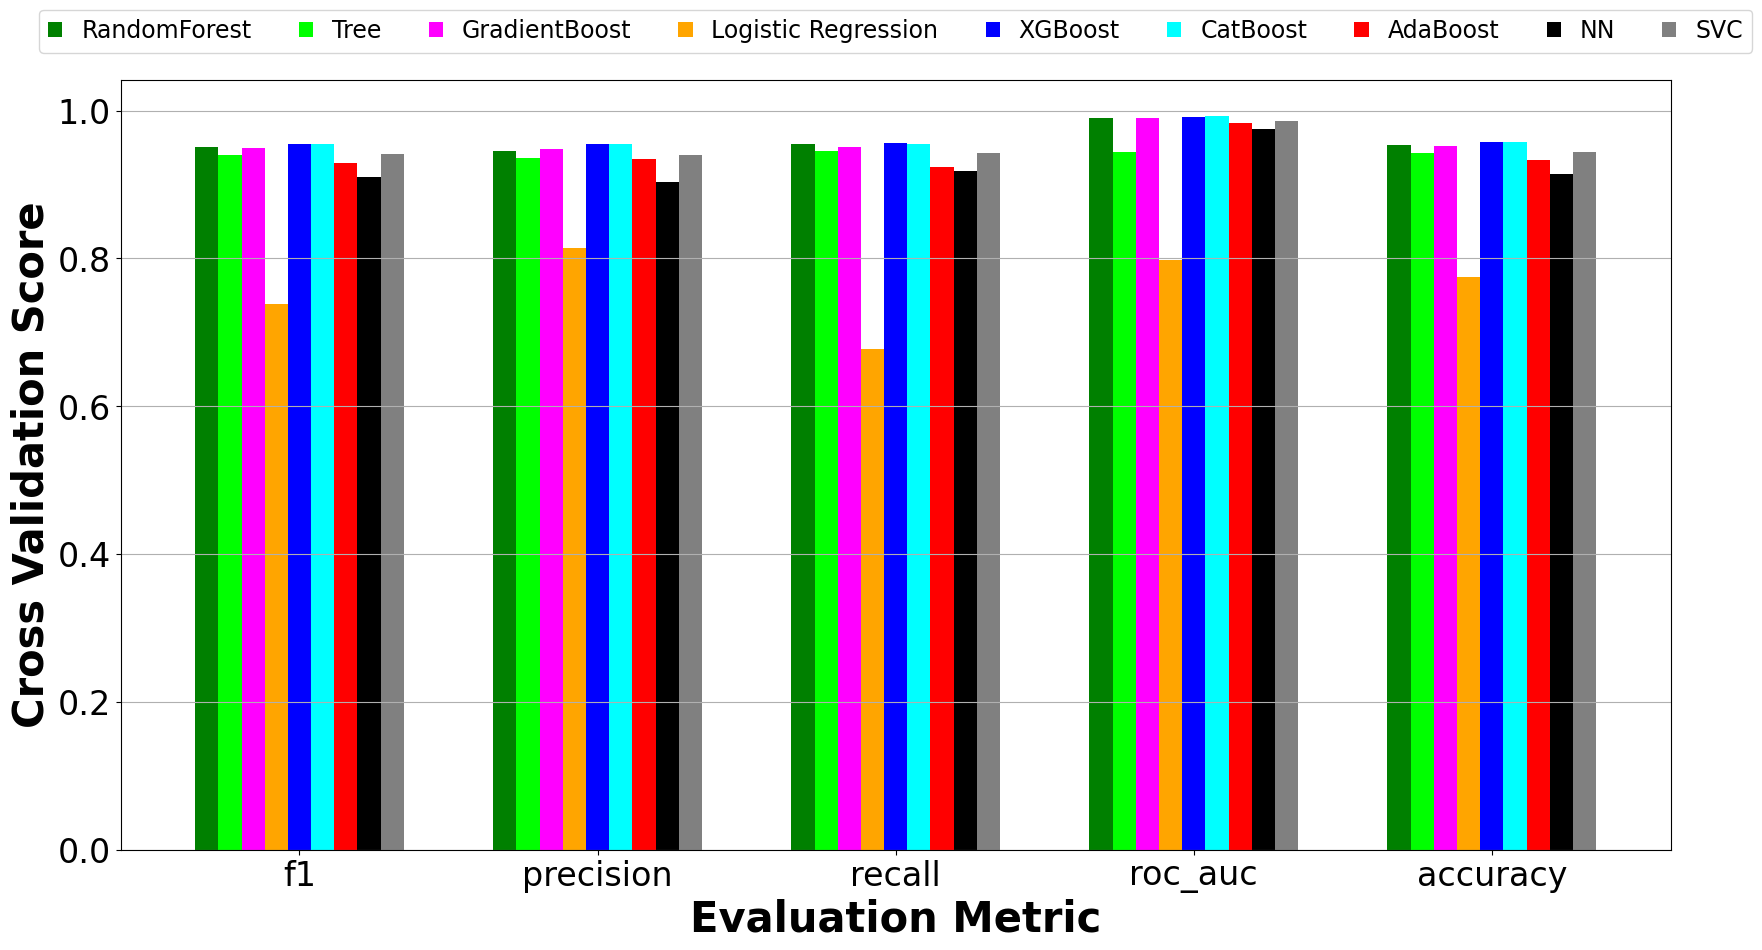 RandomForest Tree GradientBoost Logistic Regression XGBoost CatBoost AdaBoost NN SVC
Cross Validation Score
1.0
0.8
0.6
0.4
0.2
0.0
f1 precision recall roc_auc accuracy
Evaluation Metric